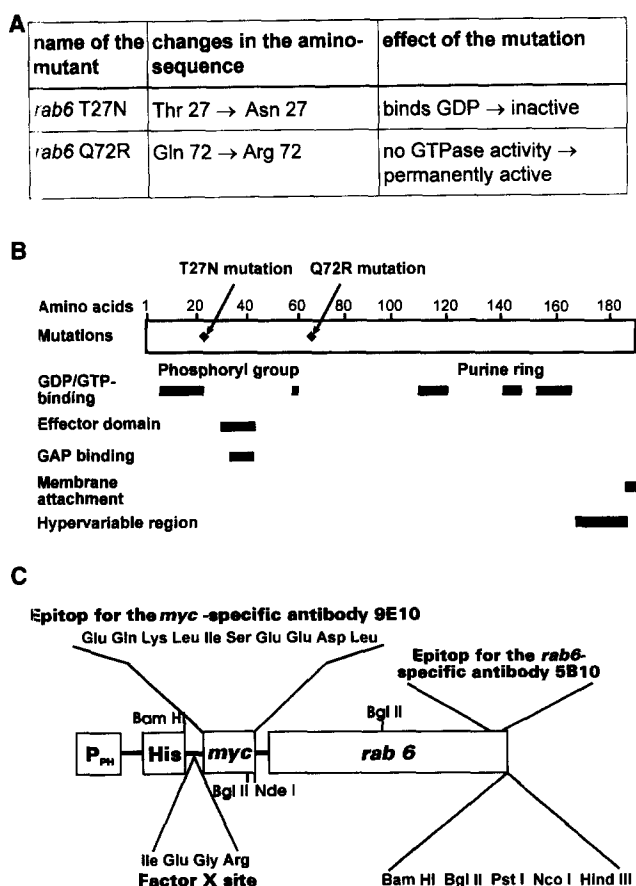 A
name of the mutant
changes in the amino-sequence
effect of the mutation
rab6 T27N
Thr 27 → Asn 27
binds GDP → inactive
rab6 Q72R
Gln 72 → Arg 72
no GTPase activity → permanently active
B
T27N mutation Q72R mutation
Amino acids 1 20 40 60 80 100 120 140 160 180
Mutations
Phosphoryl group Purine ring
GDP/GTP-
binding
Effector domain
GAP binding
Membrane
attachment
Hypervariable region
C
Epitop for the myc -specific antibody 9E10
Glu Gln Lys Leu Ile Ser Glu Glu Asp Leu
Epitop for the rab6-
specific antibody 5B10
Bam HI
Bgl II
P PH
His
myc
rab 6
Bgl II Nde I
Ile Glu Gly Arg
Factor X site
Bam HI Bgl II Pst I Nco I Hind III